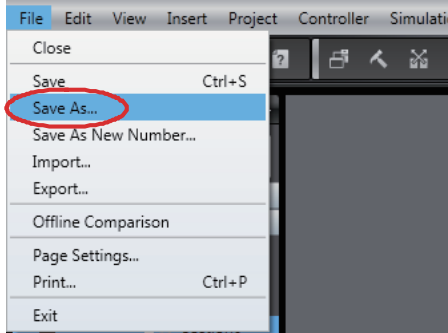 File Edit View Insert Project Controller
Close
Save Ctrl+S
Save As...
Save As New Number...
Import...
Export...
Offline Comparison
Page Settings...
Print... Ctrl+P
Exit